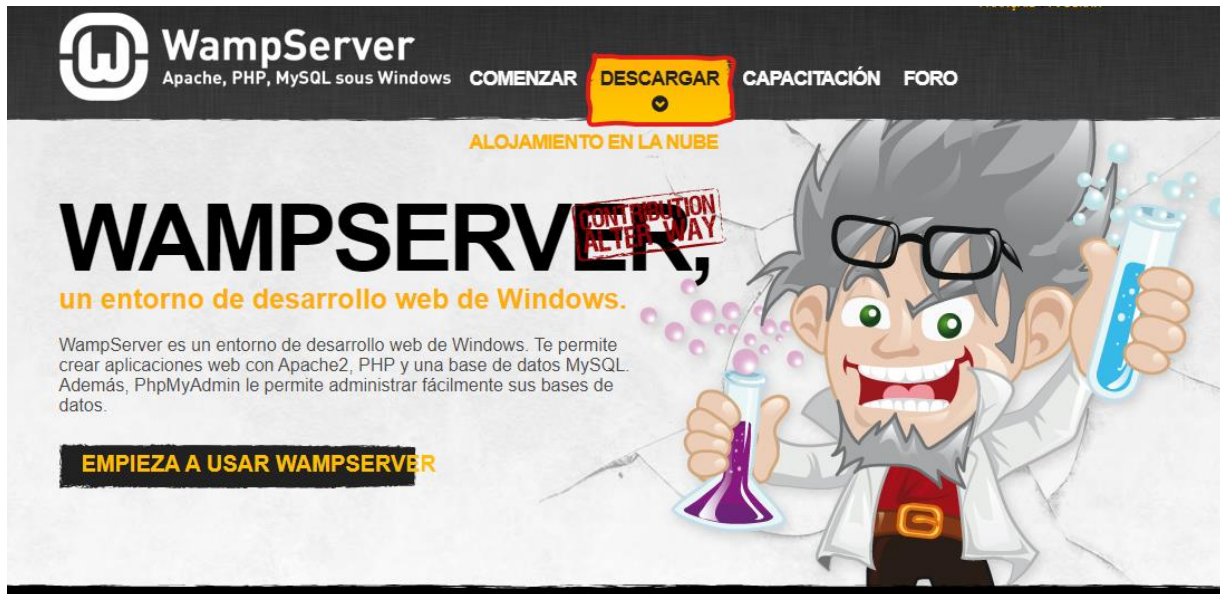 WampServer
Apache, PHP, MySQL sous Windows
COMENZAR
DESCARGAR
CAPACITACIÓN
FORO
ALOJAMIENTO EN LA NUBE
WAMPSERVER,
CONTRIBUTION
ALTER WAY
un entorno de desarrollo web de Windows.
WampServer es un entorno de desarrollo web de Windows. Te permite
crear aplicaciones web con Apache2, PHP y una base de datos MySQL.
Además, PhpMyAdmin le permite administrar fácilmente sus bases de
datos.
EMPIEZA A USAR WAMPSERVER